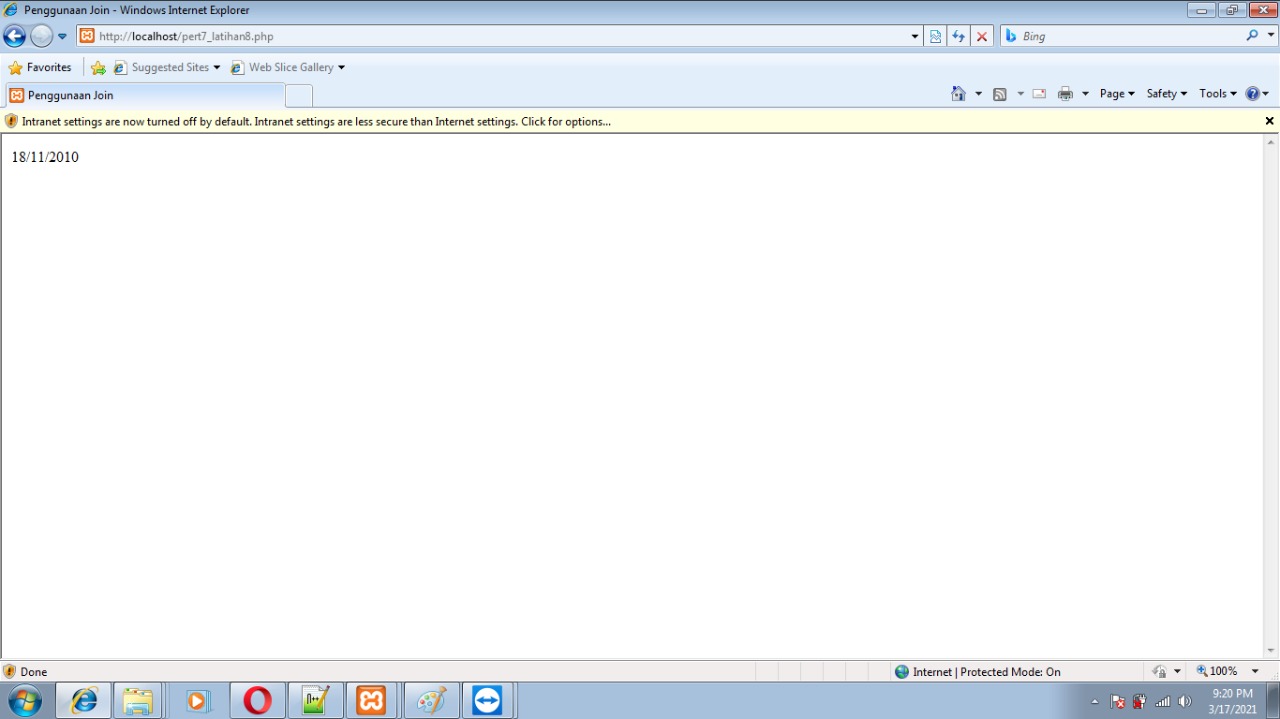 Penggunaan Join - Windows Internet Explorer
http://localhost/pert7_latihan8.php
Bing
Favorites Suggested Sites Web Slice Gallery
Penggunaan Join
Page Safety Tools
Intranet settings are now turned off by default. Intranet settings are less secure than Internet settings. Click for options...
18/11/2010
Done
Internet | Protected Mode: On
100%
9:20 PM
3/17/2021